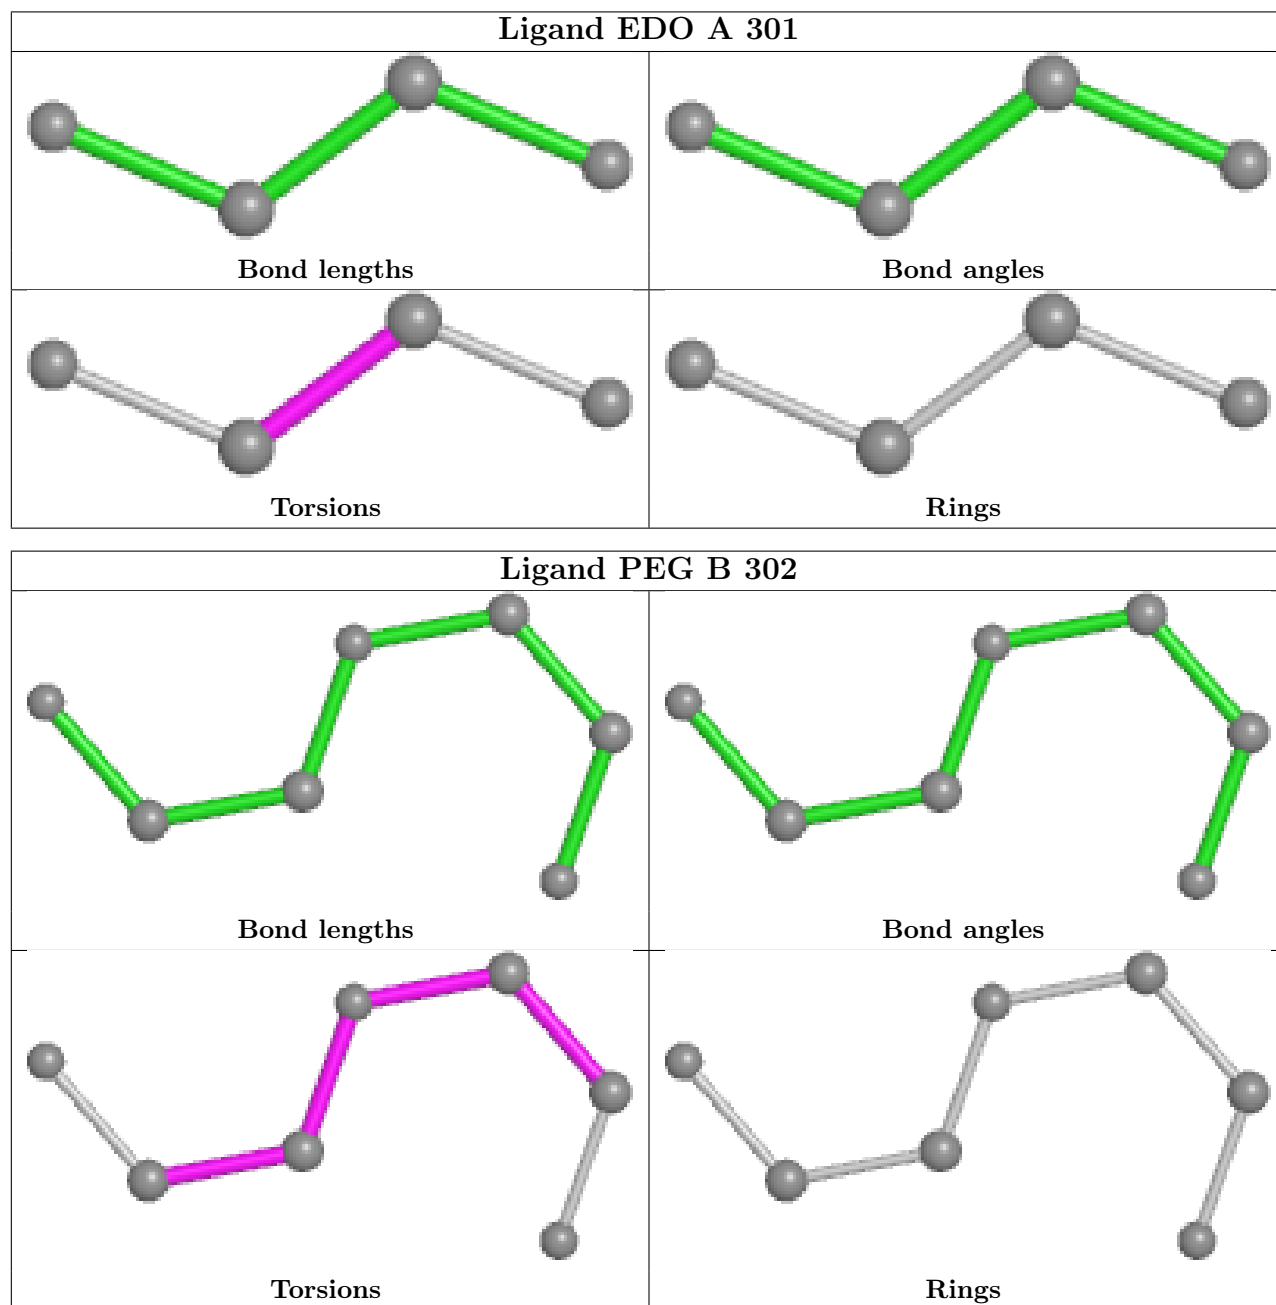 Ligand EDO A 301
Bond lengths
Bond angles
Torsions
Rings
Ligand PEG B 302
Bond lengths
Bond angles
Torsions
Rings